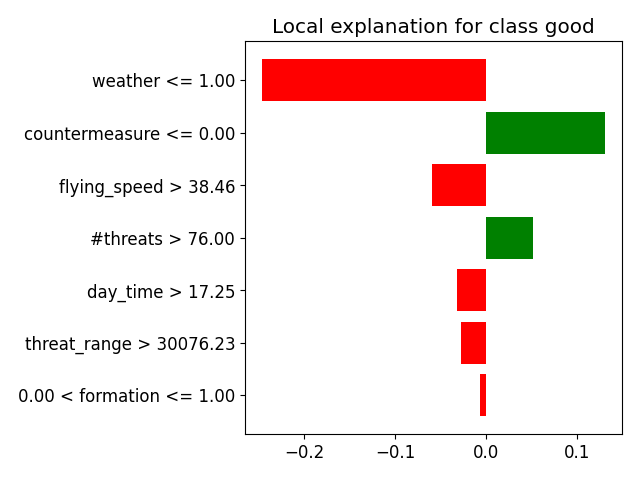 Local explanation for class good
weather <= 1.00
countermeasure <= 0.00
flying_speed > 38.46
#threats > 76.00
day_time > 17.25
threat_range > 30076.23
0.00 < formation <= 1.00
−0.2 −0.1 0.0 0.1